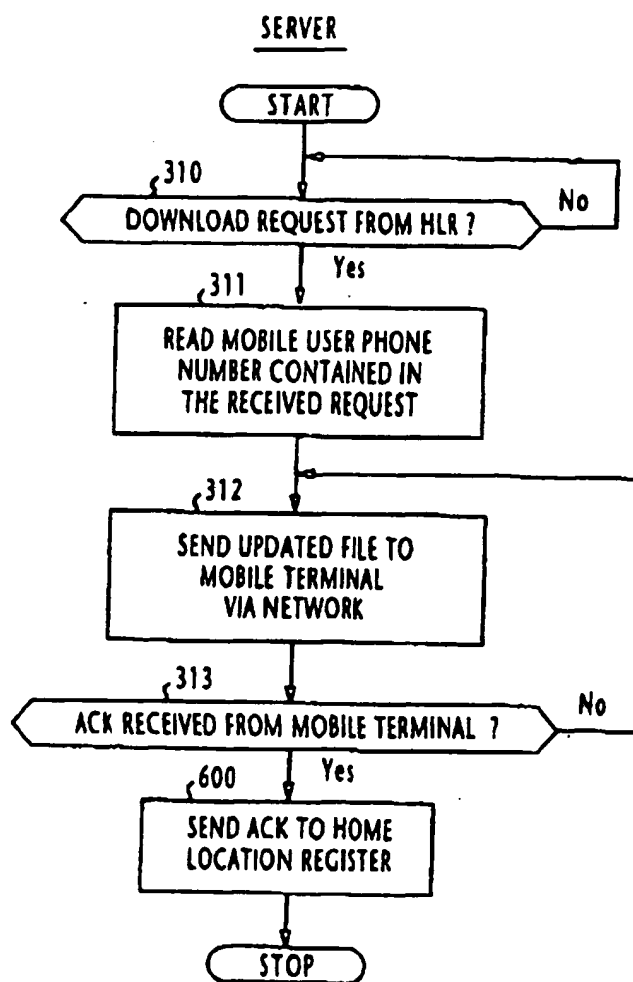 SERVER
START
310
DOWNLOAD REQUEST FROM HLR ?
No
Yes
311
READ MOBILE USER PHONE
NUMBER CONTAINED IN
THE RECEIVED REQUEST
312
SEND UPDATED FILE TO
MOBILE TERMINAL
VIA NETWORK
313
ACK RECEIVED FROM MOBILE TERMINAL ?
No
Yes
600
SEND ACK TO HOME
LOCATION REGISTER
STOP